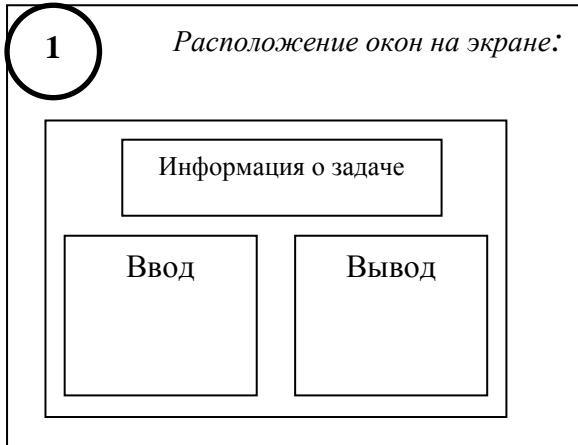 1
Расположение окон на экране:
Информация о задаче
Ввод
Вывод